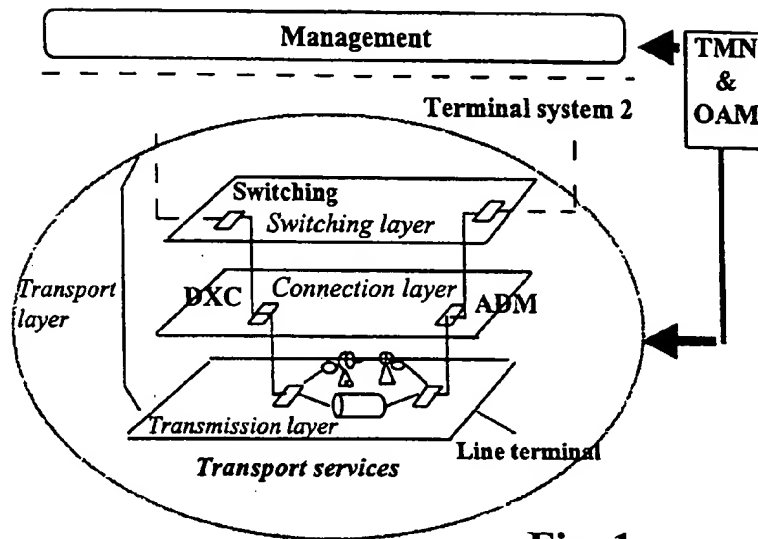 Management
TMN
&
OAM
Terminal system 2
Switching
Switching layer
Transport
layer
DXC
Connection layer
ADM
Transmission layer
Line terminal
Transport services
Fig. 1